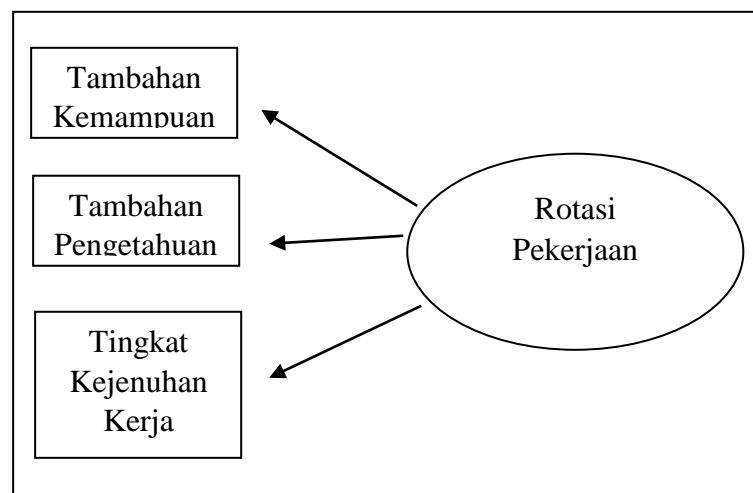 Tambahan
Kemampuan
Tambahan
Pengetahuan
Tingkat
Kejenuhan
Kerja
Rotasi
Pekerjaan